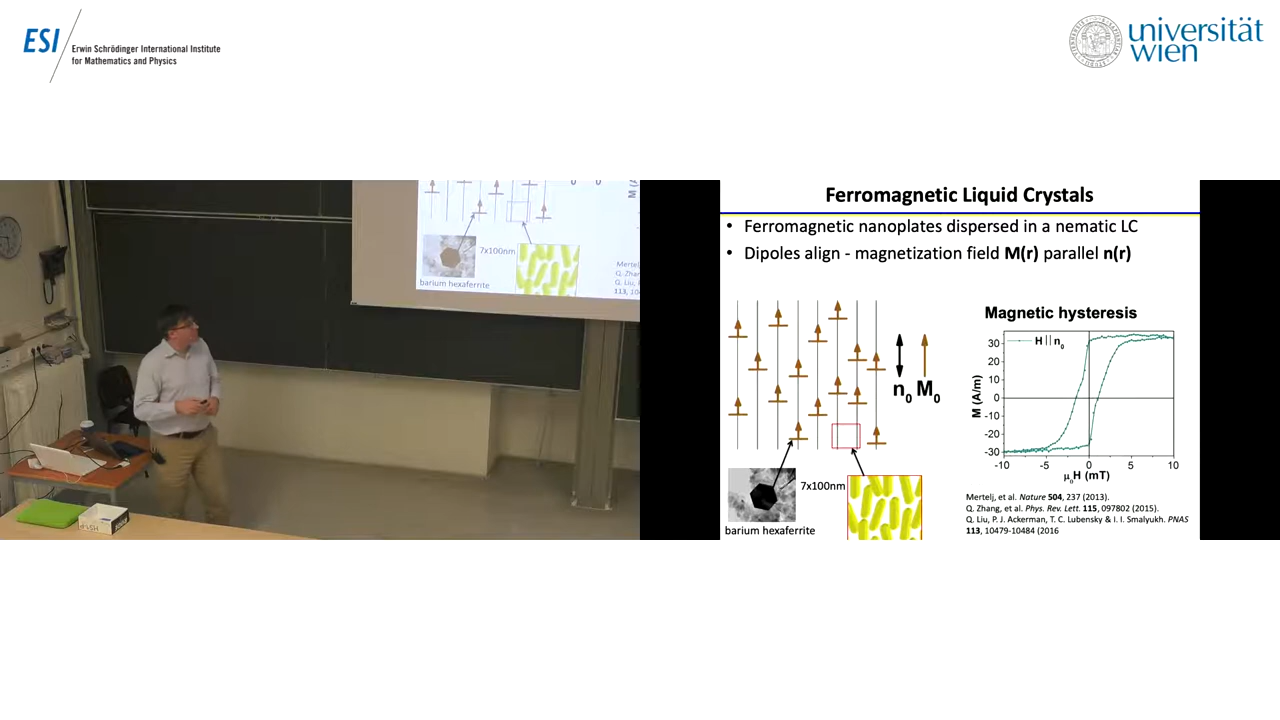 ESI
Erwin Schrödinger International Institute
for Mathematics and Physics
universität
wien
7x100nm
barium hexaferrite
Ferromagnetic Liquid Crystals
• Ferromagnetic nanoplates dispersed in a nematic LC
• Dipoles align - magnetization field M(r) parallel n(r)
n0 M0
7x100nm
barium hexaferrite
Magnetic hysteresis
H || n0
M (A/m)
30
20
10
0
-10
-20
-30
-10 -5 0 5 10
μ0H (mT)
Mertelj, et al. Nature 504, 237 (2013).
Q. Zhang, et al. Phys. Rev. Lett. 115, 097802 (2015).
Q. Liu, P. J. Ackerman, T. C. Lubensky & I. I. Smalyukh. PNAS
113, 10479-10484 (2016